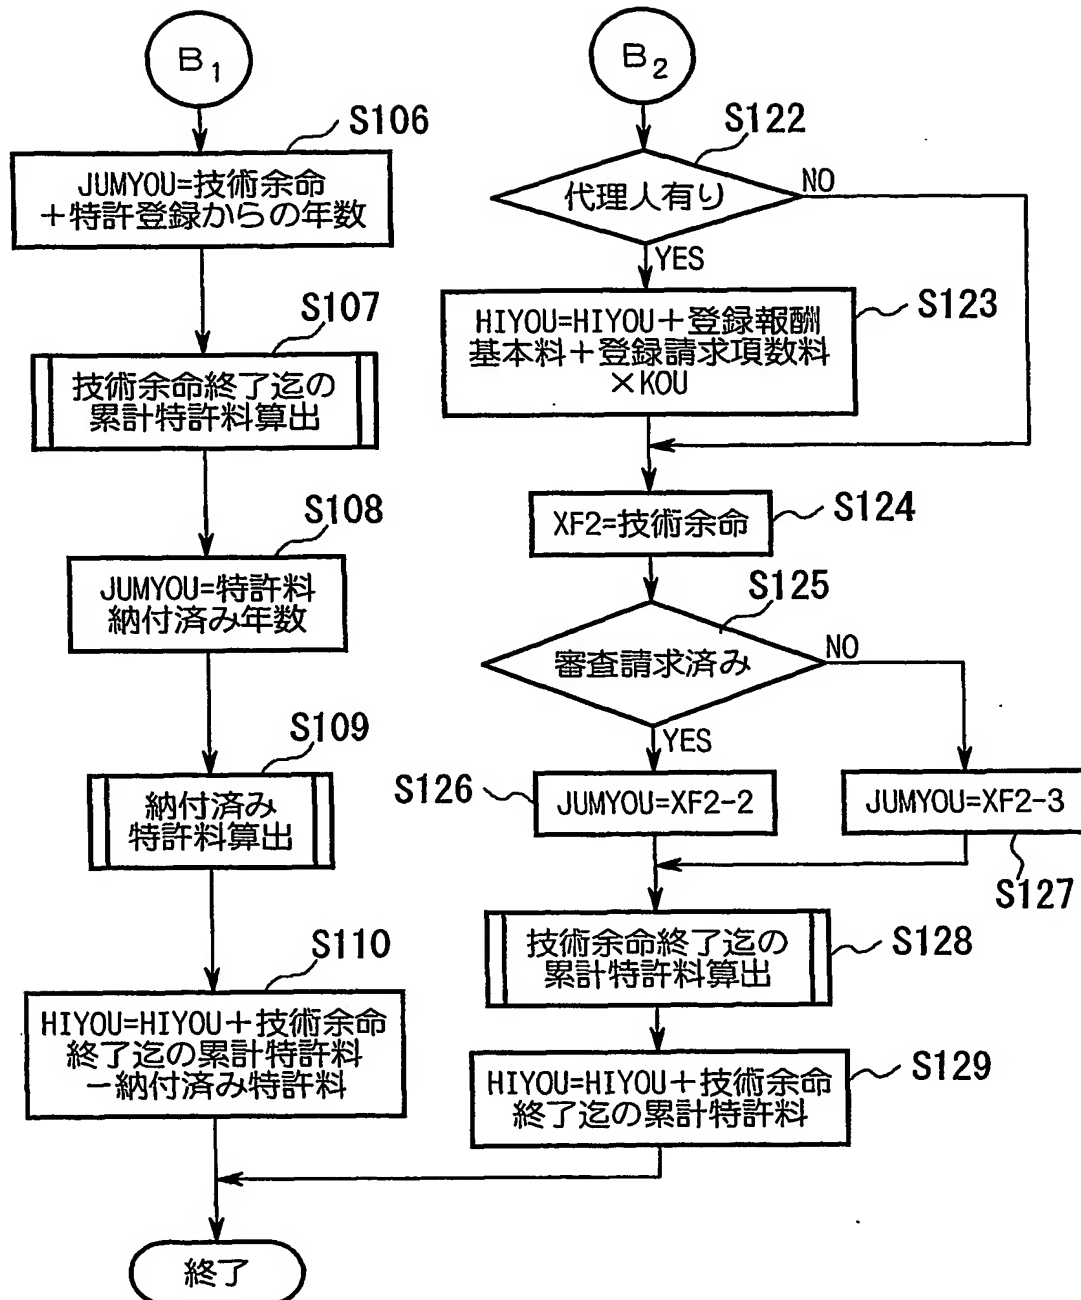 B1
S106
JUMYOU=技術余命
＋特許登録からの年数
S107
技術余命終了迄の
累計特許料算出
S108
JUMYOU=特許料
納付済み年数
S109
納付済み
特許料算出
S110
HIYOU=HIYOU＋技術余命
終了迄の累計特許料
－納付済み特許料
終了
B2
S122
代理人有り
NO
YES
S123
HIYOU=HIYOU＋登録報酬
基本料＋登録請求項数料
×KOU
S124
XF2=技術余命
S125
審査請求済み
NO
YES
S126
JUMYOU=XF2-2
JUMYOU=XF2-3
S127
S128
技術余命終了迄の
累計特許料算出
S129
HIYOU=HIYOU＋技術余命
終了迄の累計特許料